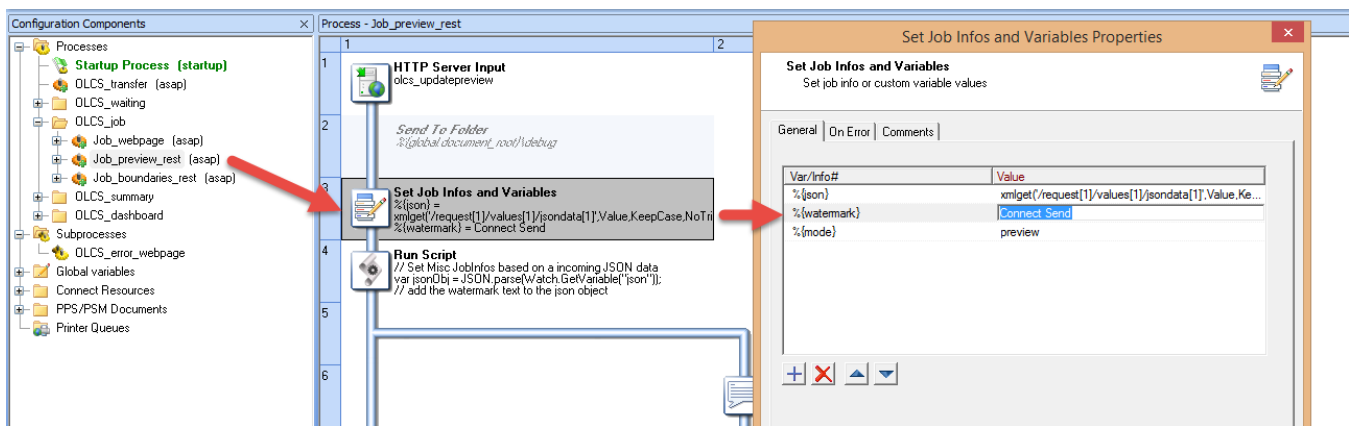 Configuration Components
Processes
Startup Process (startup)
OLCS_transfer (asap)
OLCS_waiting
OLCS_job
Job_webpage (asap)
Job_preview_rest (asap)
Job_boundaries_rest (asap)
OLCS_summary
OLCS_dashboard
Subprocesses
OLCS_error_webpage
Global variables
Connect Resources
PPS/PSM Documents
Printer Queues
Process - Job_preview_rest
1 2
1
HTTP Server Input
olcs_updatepreview
2
Send To Folder
%{global.document_root}\debug
3
Set Job Infos and Variables
%{json} =
xmlget('/request[1]/values[1]/jsondata[1]',Value,KeepCase,NoTri
%{watermark} = Connect Send
4
Run Script
// Set Misc JobInfos based on a incoming JSON data
var jsonObj = JSON.parse(Watch.GetVariable("json"));
// add the watermark text to the json object
5
6
Set Job Infos and Variables Properties
Set Job Infos and Variables
Set job info or custom variable values
General On Error Comments
Var/Info# Value
%{json} xmlget('/request[1]/values[1]/jsondata[1]',Value,Ke...
%{watermark} Connect Send
%{mode} preview